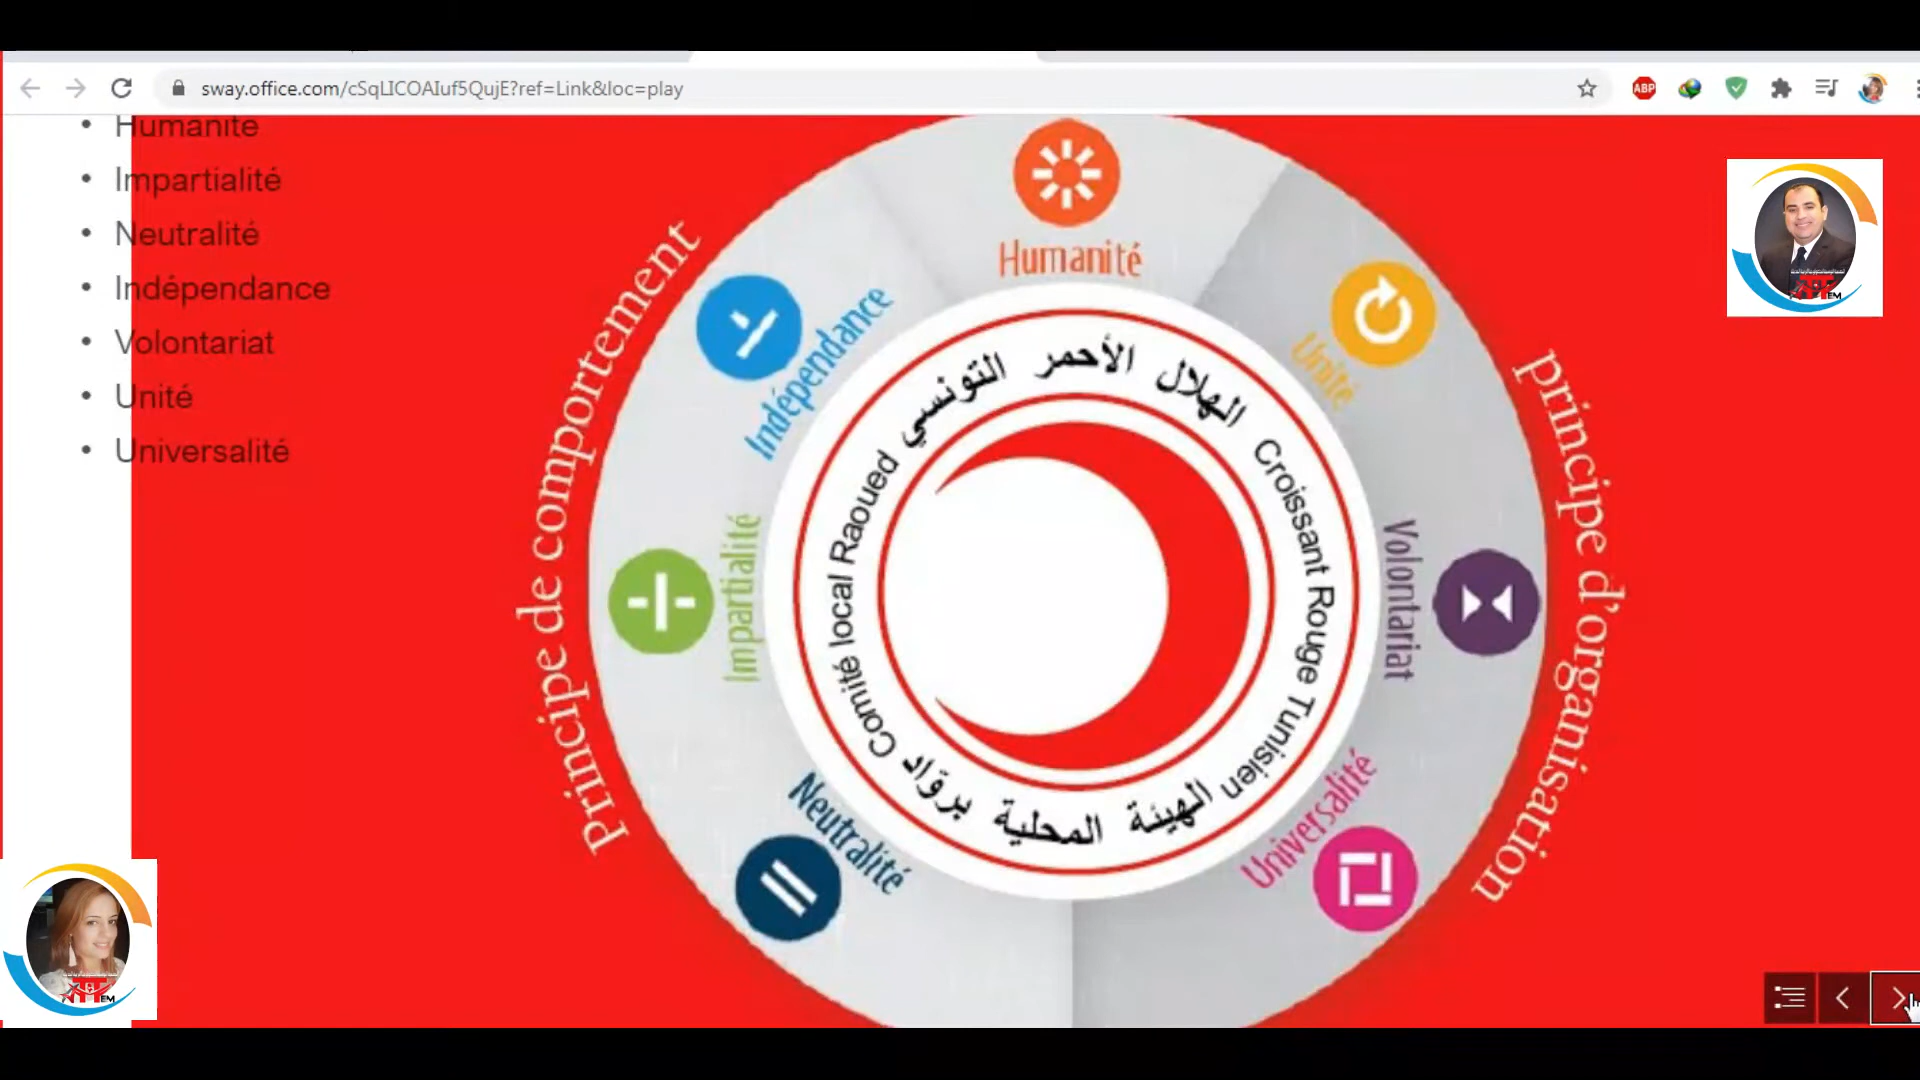 sway.office.com/cSqLICOAIuf5QujE?ref=Link&loc=play
ABP
• Humanité
• Impartialité
• Neutralité
• Indépendance
• Volontariat
• Unité
• Universalité
Principe de comportement
principe d'organisation
Humanité
Unité
Volontariat
Universalité
Neutralité
Impartialité
Indépendance
الهلال الأحمر التونسي
Croissant Rouge Tunisien
الهيئة المحلية برقاد
Comité local Raoued